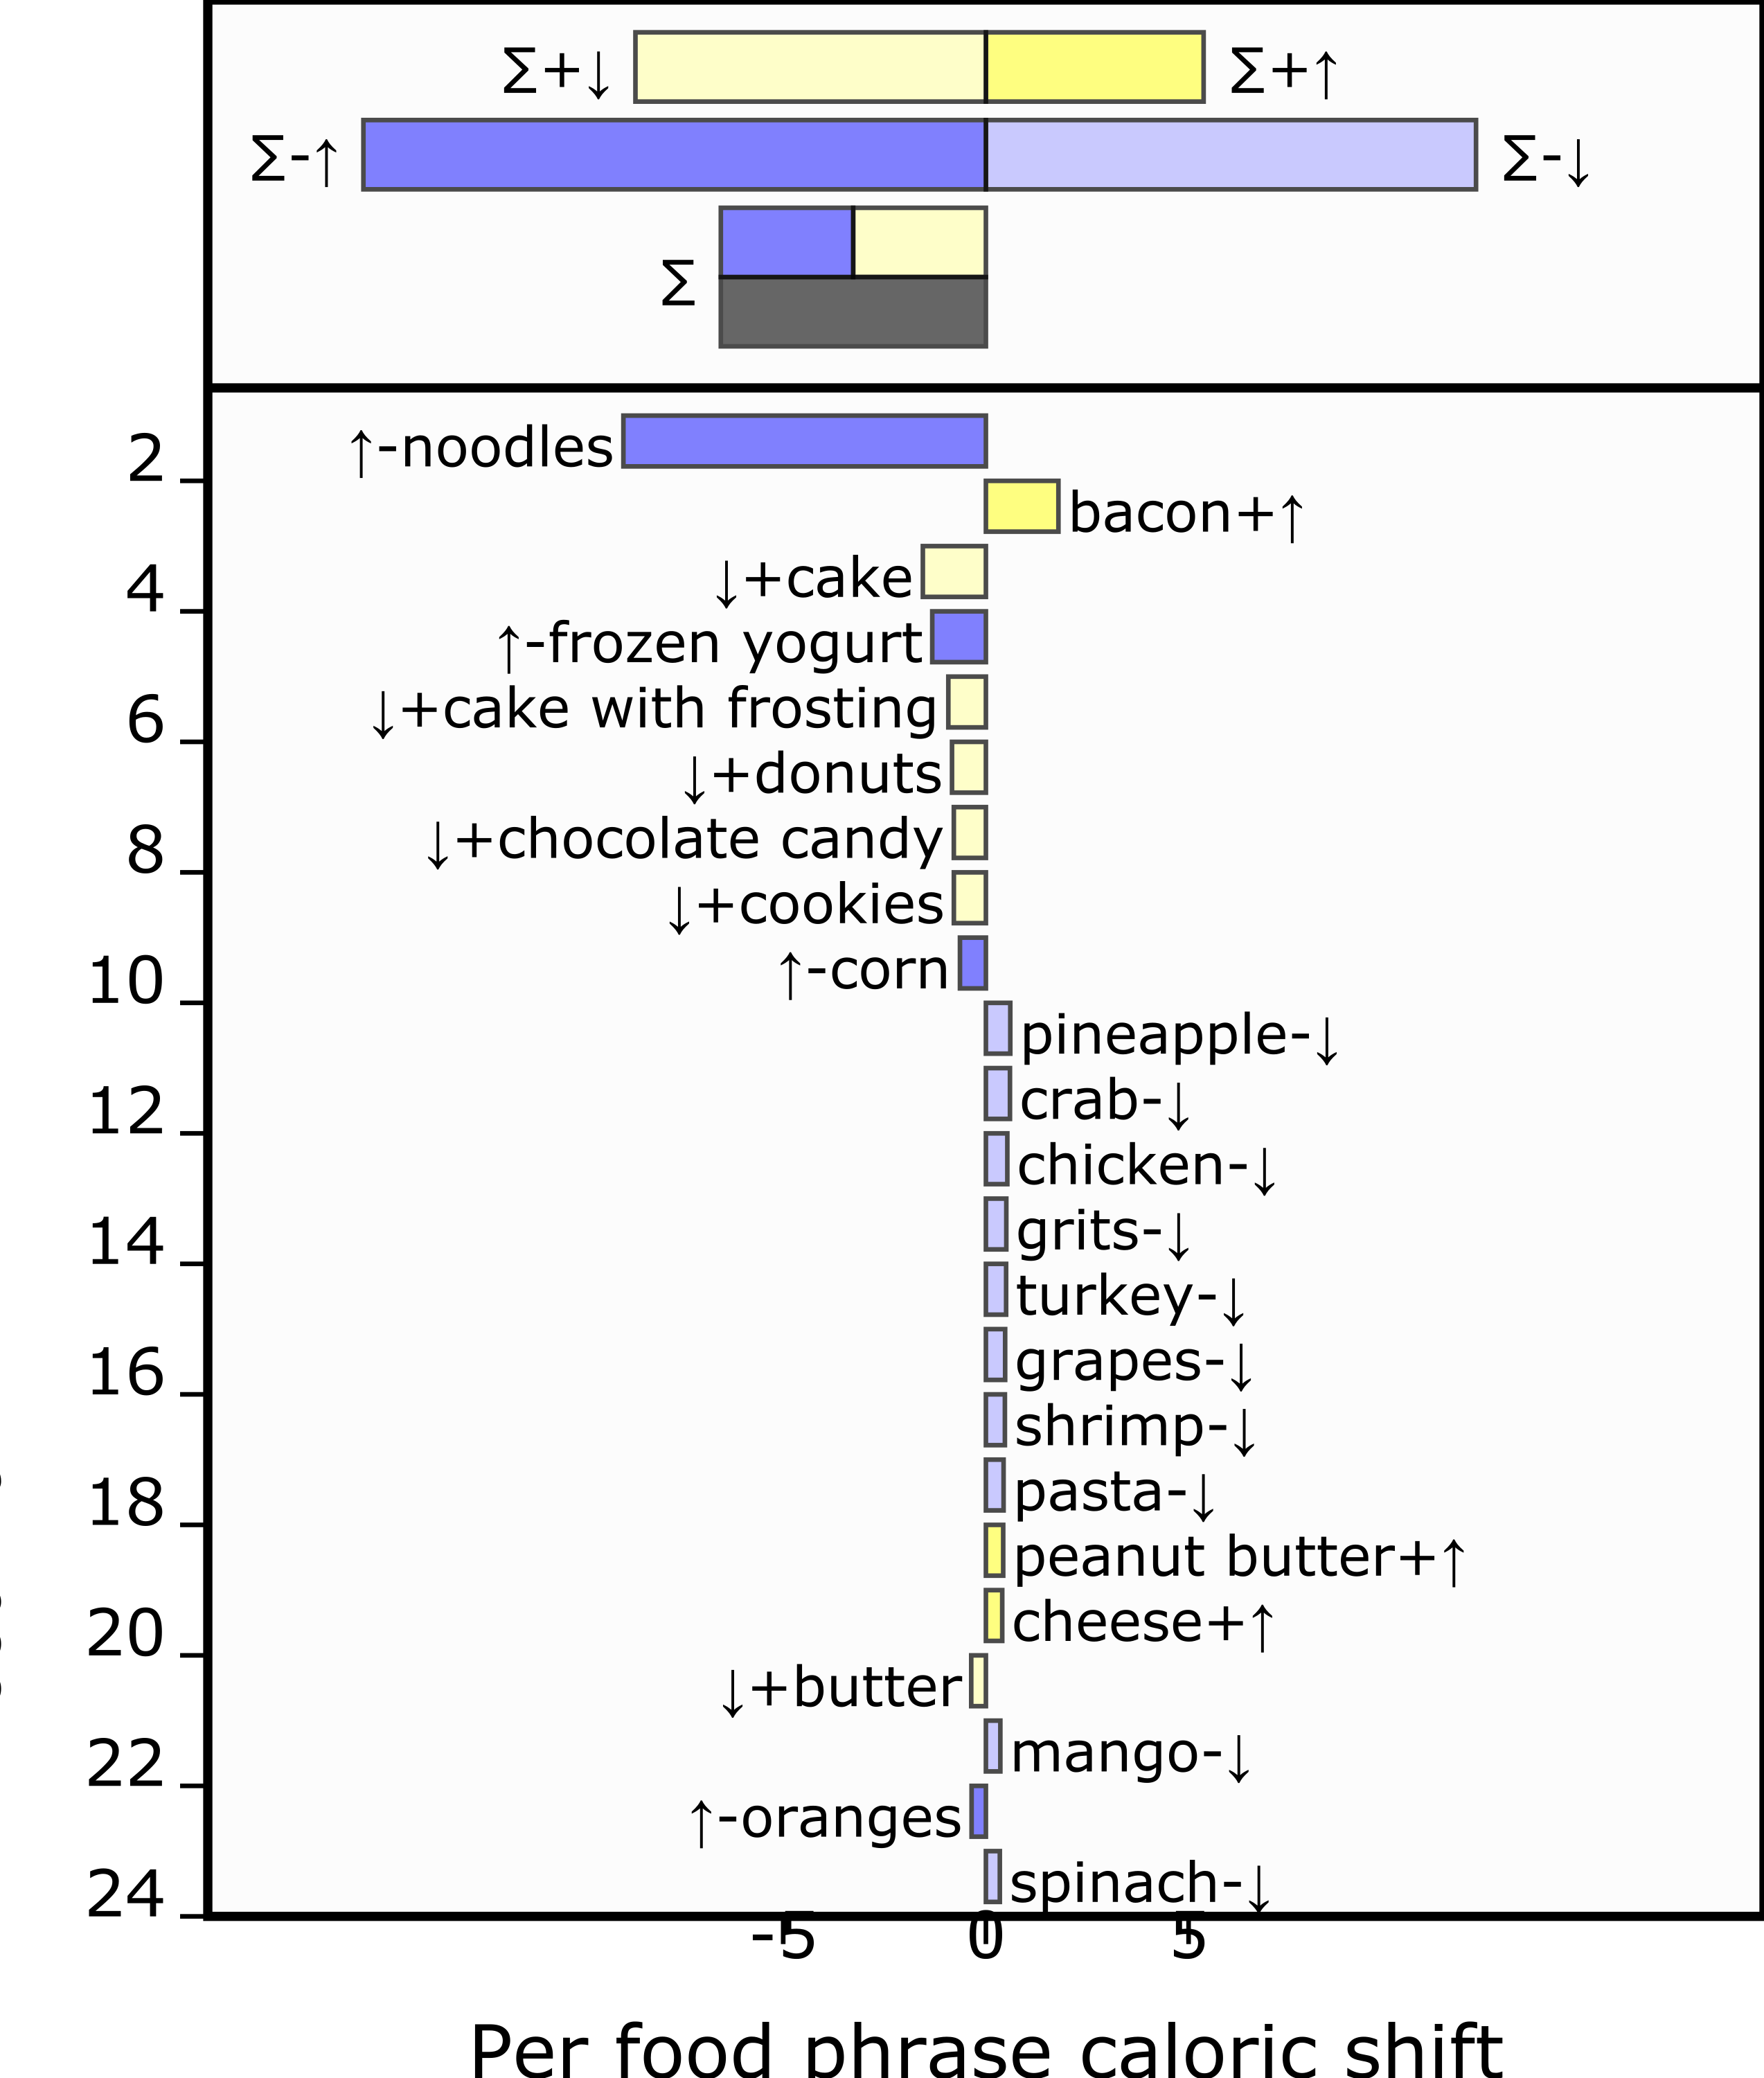 ∑+↓ ∑+↑
∑-↑ ∑-↓
∑
2 ↑-noodles
bacon+↑
4 ↓+cake
↑-frozen yogurt
6 ↓+cake with frosting
↓+donuts
8 ↓+chocolate candy
↓+cookies
10 ↑-corn
pineapple-↓
12 crab-↓
chicken-↓
14 grits-↓
turkey-↓
16 grapes-↓
shrimp-↓
18 pasta-↓
peanut butter+↑
20 cheese+↑
↓+butter
22 mango-↓
↑-oranges
24 spinach-↓
-5 0 5
Per food phrase caloric shift